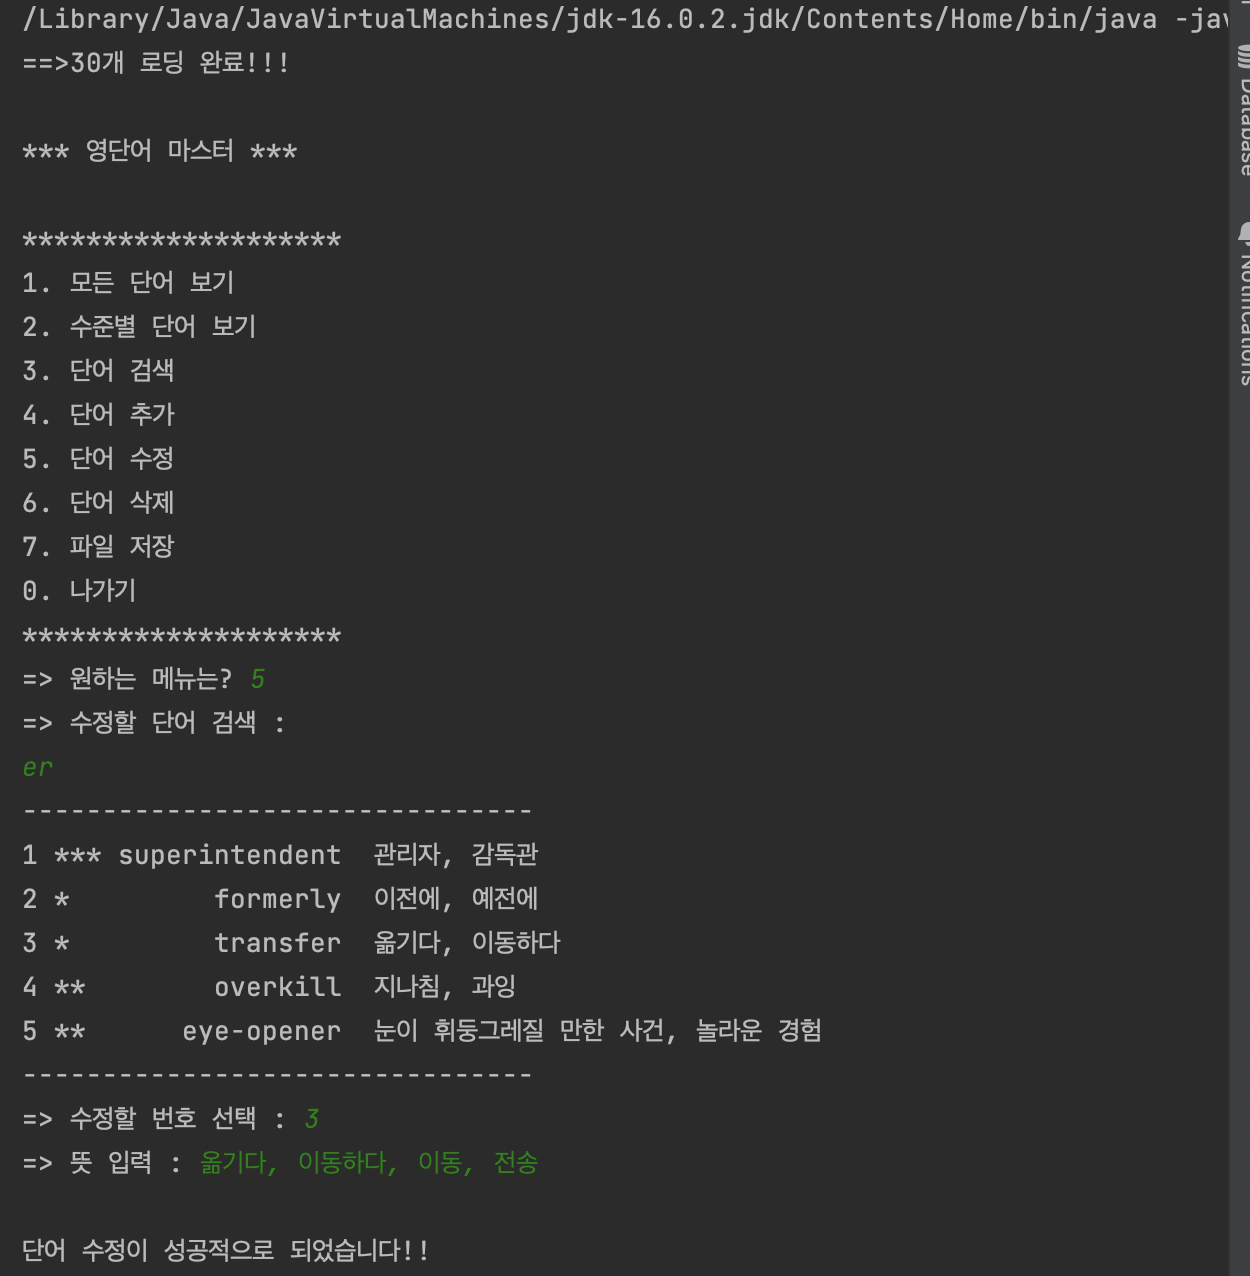 /Library/Java/JavaVirtualMachines/jdk-16.0.2.jdk/Contents/Home/bin/java -jav
==>30개 로딩 완료!!!
*** 영단어 마스터 ***
********************
1. 모든 단어 보기
2. 수준별 단어 보기
3. 단어 검색
4. 단어 추가
5. 단어 수정
6. 단어 삭제
7. 파일 저장
0. 나가기
********************
=> 원하는 메뉴는? 5
=> 수정할 단어 검색 :
er
--------------------------------
1 *** superintendent  관리자, 감독관
2 *         formerly  이전에, 예전에
3 *         transfer  옮기다, 이동하다
4 **        overkill  지나침, 과잉
5 **      eye-opener  눈이 휘둥그레질 만한 사건, 놀라운 경험
--------------------------------
=> 수정할 번호 선택 : 3
=> 뜻 입력 : 옮기다, 이동하다, 이동, 전송
단어 수정이 성공적으로 되었습니다!!
Database
Notifications